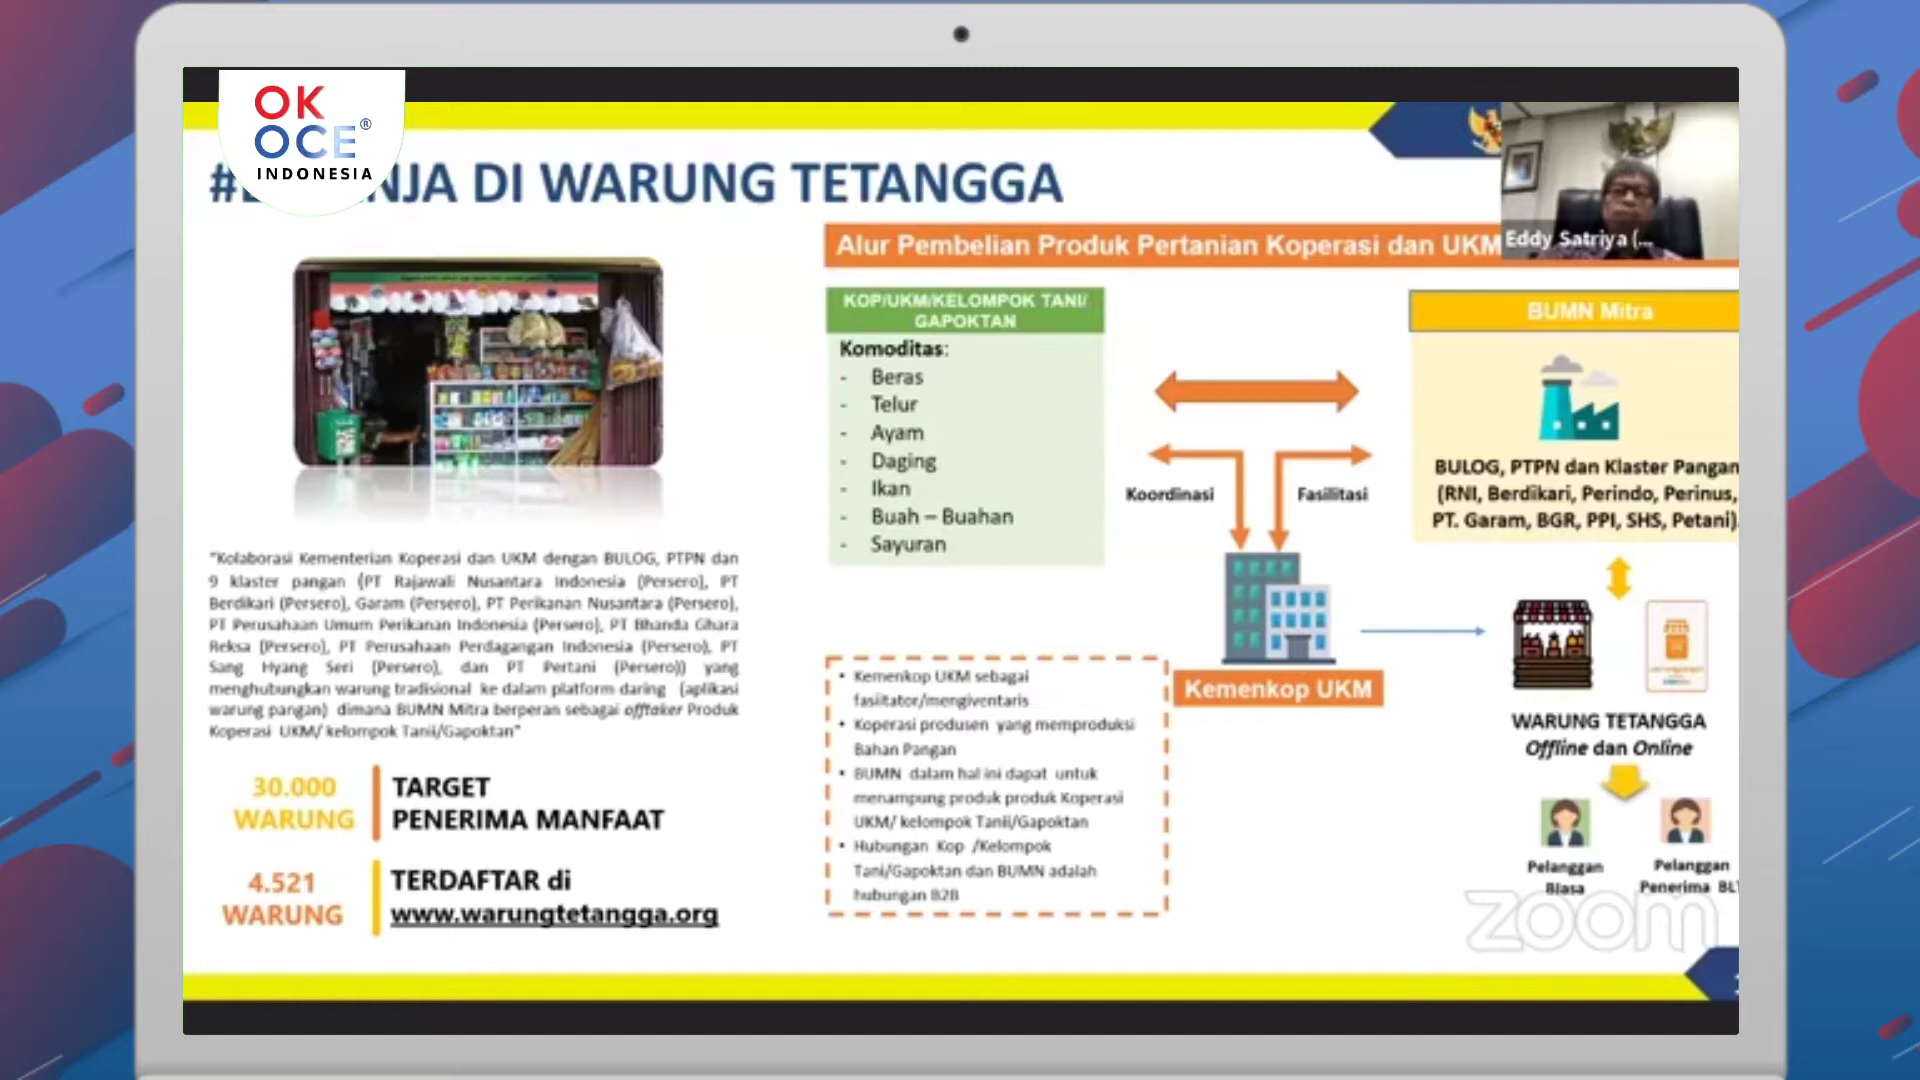 OK
OCE®
INDONESIA
NJA DI WARUNG TETANGGA
Eddy Satriya (...
Alur Pembelian Produk Pertanian Koperasi dan UKM
KOP/UKM/KELOMPOK TANI/
GAPOKTAN
Komoditas:
- Beras
- Telur
- Ayam
- Daging
- Ikan
- Buah – Buahan
- Sayuran
Koordinasi
Fasilitasi
BUMN Mitra
BULOG, PTPN dan Klaster Pangan
(RNI, Berdikari, Perindo, Perinus,
PT. Garam, BGR, PPI, SHS, Petani).
"Kolaborasi Kementerian Koperasi dan UKM dengan BULOG, PTPN dan
9 klaster pangan (PT Rajawali Nusantara Indonesia (Persero), PT
Berdikari (Persero), Garam (Persero), PT Perikanan Nusantara (Persero),
PT Perusahaan Umum Perikanan Indonesia (Persero), PT Bhanda Ghara
Reksa (Persero), PT Perusahaan Perdagangan Indonesia (Persero), PT
Sang Hyang Seri (Persero), dan PT Pertani (Persero)) yang
menghubungkan warung tradisional ke dalam platform daring (aplikasi
warung pangan) dimana BUMN Mitra berperan sebagai offtaker Produk
Koperasi UKM/ kelompok Tanii/Gapoktan"
30.000
WARUNG
TARGET
PENERIMA MANFAAT
4.521
WARUNG
TERDAFTAR di
www.warungtetangga.org
• Kemenkop UKM sebagai
fasiltator/mengiventaris
• Koperasi produsen yang memproduksi
Bahan Pangan
• BUMN dalam hal ini dapat untuk
menampung produk produk Koperasi
UKM/ kelompok Tanii/Gapoktan
• Hubungan Kop /Kelompok
Tani/Gapoktan dan BUMN adalah
hubungan B2B
Kemenkop UKM
WARUNG TETANGGA
Offline dan Online
Pelanggan
Biasa
Pelanggan
Penerima BL
zoom